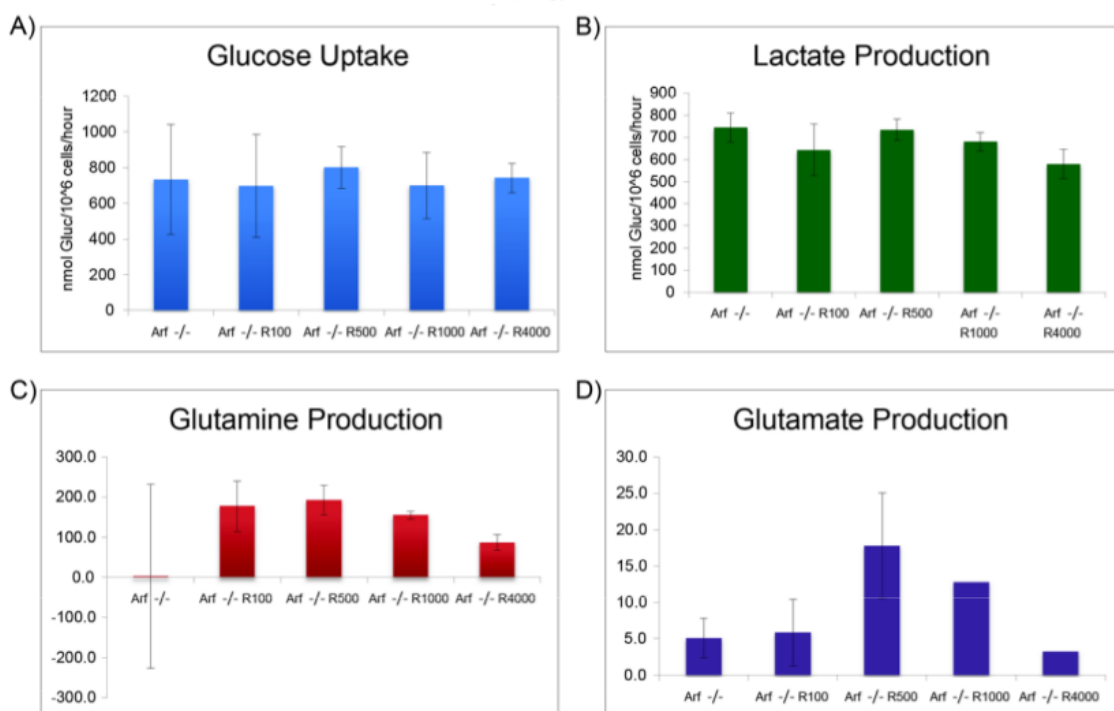 A)
Glucose Uptake
nmol Gluc/10^6 cells/hour
1200
1000
800
600
400
200
0
Arf -/- Arf -/- R100 Arf -/- R500 Arf -/- R1000 Arf -/- R4000
B)
Lactate Production
nmol Gluc/10^6 cells/hour
900
800
700
600
500
400
300
200
100
0
Arf -/- Arf -/- R100 Arf -/- R500 Arf -/- R1000 Arf -/- R4000
C)
Glutamine Production
300.0
200.0
100.0
0.0
-100.0
-200.0
-300.0
Arf -/- Arf -/- R100 Arf -/- R500 Arf -/- R1000 Arf -/- R4000
D)
Glutamate Production
30.0
25.0
20.0
15.0
10.0
5.0
0.0
Arf -/- Arf -/- R100 Arf -/- R500 Arf -/- R1000 Arf -/- R4000